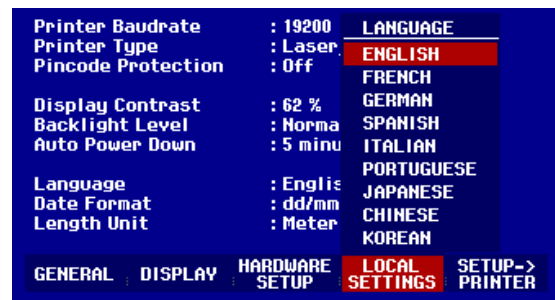 Printer Baudrate : 19200
Printer Type : Laser
Pincode Protection : Off
Display Contrast : 62 %
Backlight Level : Norma
Auto Power Down : 5 minu
Language : Englis
Date Format : dd/mm
Length Unit : Meter
LANGUAGE
ENGLISH
FRENCH
GERMAN
SPANISH
ITALIAN
PORTUGUESE
JAPANESE
CHINESE
KOREAN
GENERAL DISPLAY HARDWARE SETUP LOCAL SETTINGS SETUP-> PRINTER